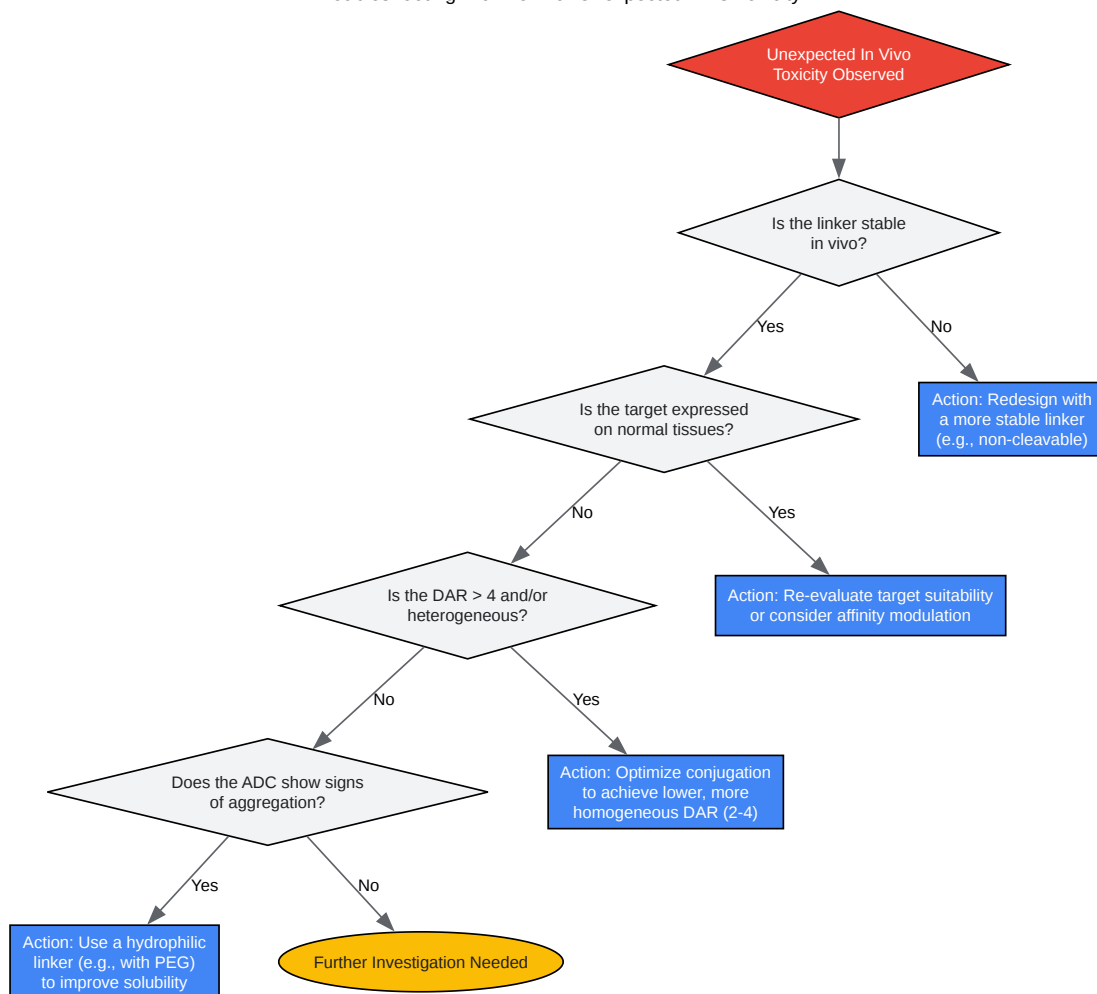 Unexpected In Vivo
Toxicity Observed
Is the linker stable
in vivo?
Yes
No
Action: Redesign with
a more stable linker
(e.g., non-cleavable)
Is the target expressed
on normal tissues?
No
Yes
Action: Re-evaluate target suitability
or consider affinity modulation
Is the DAR > 4 and/or
heterogeneous?
No
Yes
Action: Optimize conjugation
to achieve lower, more
homogeneous DAR (2-4)
Does the ADC show signs
of aggregation?
Yes
No
Action: Use a hydrophilic
linker (e.g., with PEG)
to improve solubility
Further Investigation Needed